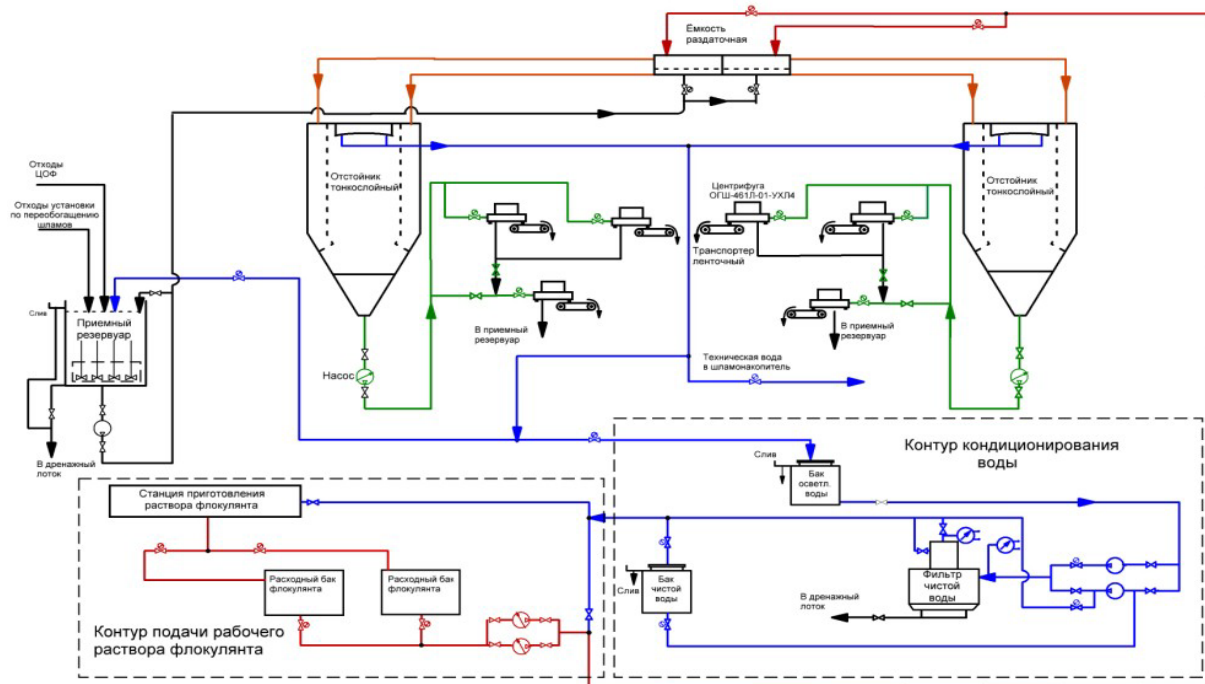 Ёмкость
раздаточная
Отстойник
тонкослойный
Отстойник
тонкослойный
Центрифуга
ОГШ-461Л-01-УХЛ4
Транспортер
ленточный
Отходы
ЦОФ
Отходы установки
по переобогащению
шламов
Слив
Приемный
резервуар
Насос
В приемный
резервуар
В приемный
резервуар
Техническая вода
в шламонакопитель
В дренажный
лоток
Контур кондиционирования
воды
Слив
Бак
осветл.
воды
Станция приготовления
раствора флокулянта
Расходный бак
флокулянта
Расходный бак
флокулянта
Слив
Бак
чистой
воды
Фильтр
чистой
воды
В дренажный
лоток
Контур подачи рабочего
раствора флокулянта